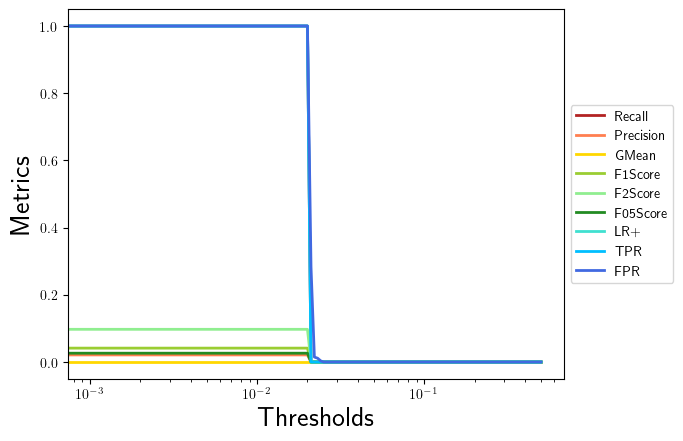 1.0
0.8
0.6
0.4
0.2
0.0
Metrics
10⁻³
10⁻²
10⁻¹
Thresholds
Recall
Precision
GMean
F1Score
F2Score
F05Score
LR+
TPR
FPR